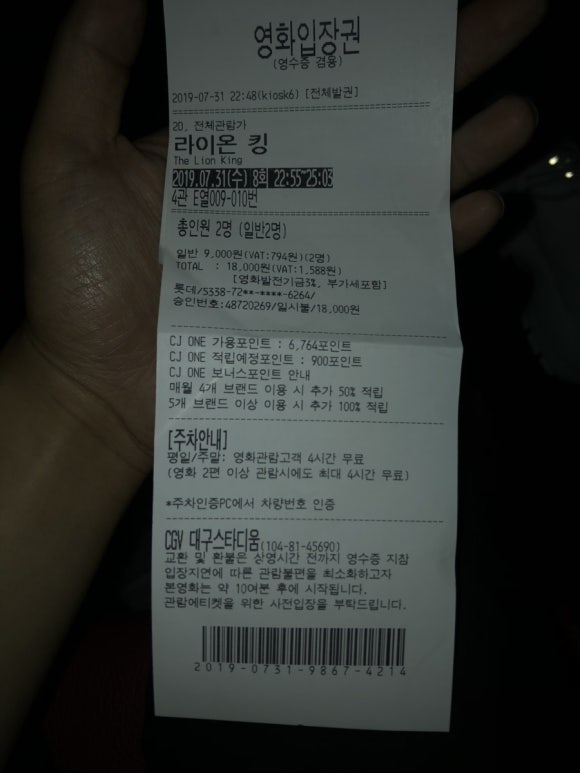 영화입장권
(영수증 겸용)
2019-07-31 22:48(kiosk6) [전체발권]
2D, 전체관람가
라이온 킹
The Lion King
2019.07.31(수) 8회 22:55~25:03
4관 E열009-010번
총인원 2명 (일반2명)
일반 9,000원(VAT:794원)(2명)
TOTAL : 18,000원(VAT:1,588원)
[영화발전기금3%, 부가세포함]
롯데/5338-72**-****-6264/
승인번호:48720269/일시불/18,000원
CJ ONE 가용포인트 : 6,764포인트
CJ ONE 적립예정포인트 : 900포인트
CJ ONE 보너스포인트 안내
매월 4개 브랜드 이용 시 추가 50% 적립
5개 브랜드 이상 이용 시 추가 100% 적립
[주차안내]
평일/주말: 영화관람고객 4시간 무료
(영화 2편 이상 관람시에도 최대 4시간 무료)
*주차인증PC에서 차량번호 인증
CGV 대구스타디움(104-81-45690)
교환 및 환불은 상영시간 전까지 영수증 지참
입장지연에 따른 관람불편을 최소화하고자
본영화는 약 10여분 후에 시작됩니다.
관람에티켓을 위한 사전입장을 부탁드립니다.
2019-0731-9867-4214